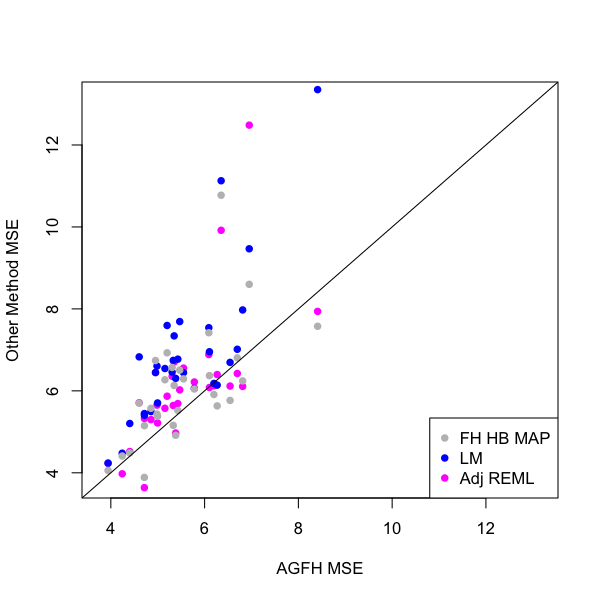 Other Method MSE
12
10
8
6
4
4 6 8 10 12
AGFH MSE
FH HB MAP
LM
Adj REML